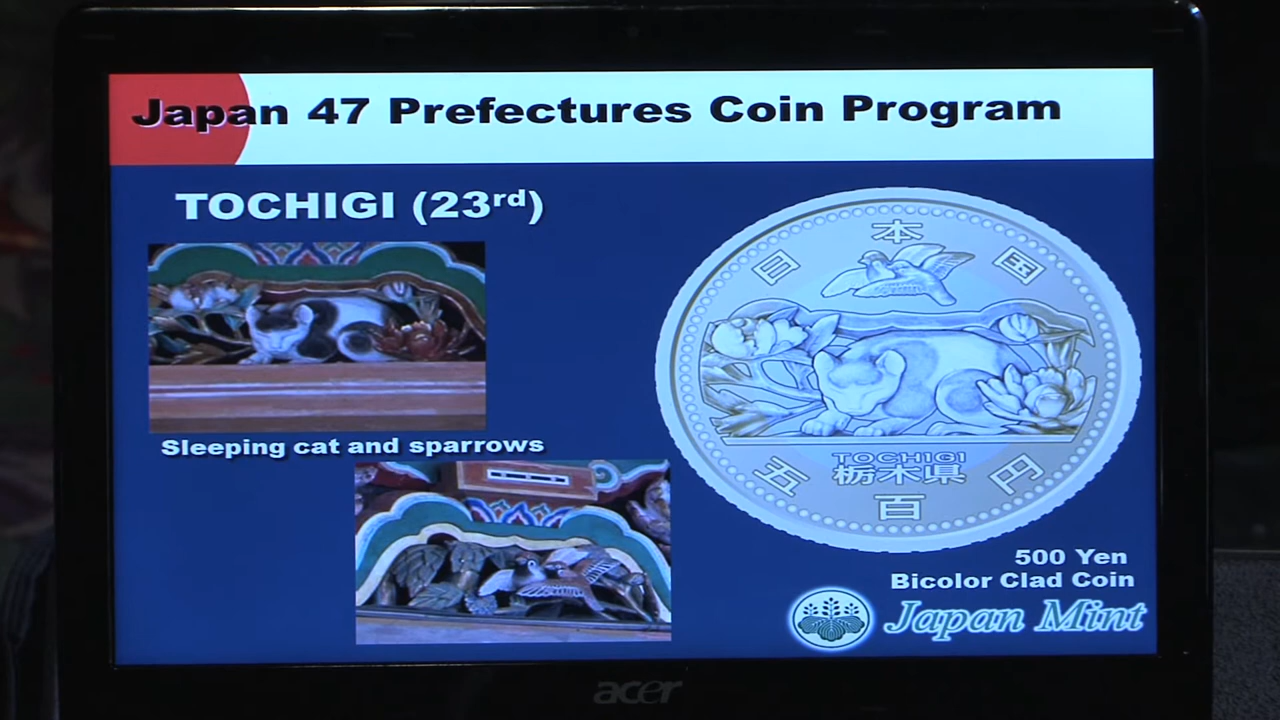 Japan 47 Prefectures Coin Program
TOCHIGI (23rd)
日本国
Sleeping cat and sparrows
TOCHIGI
栃木県
五百円
500 Yen
Bicolor Clad Coin
Japan Mint
acer